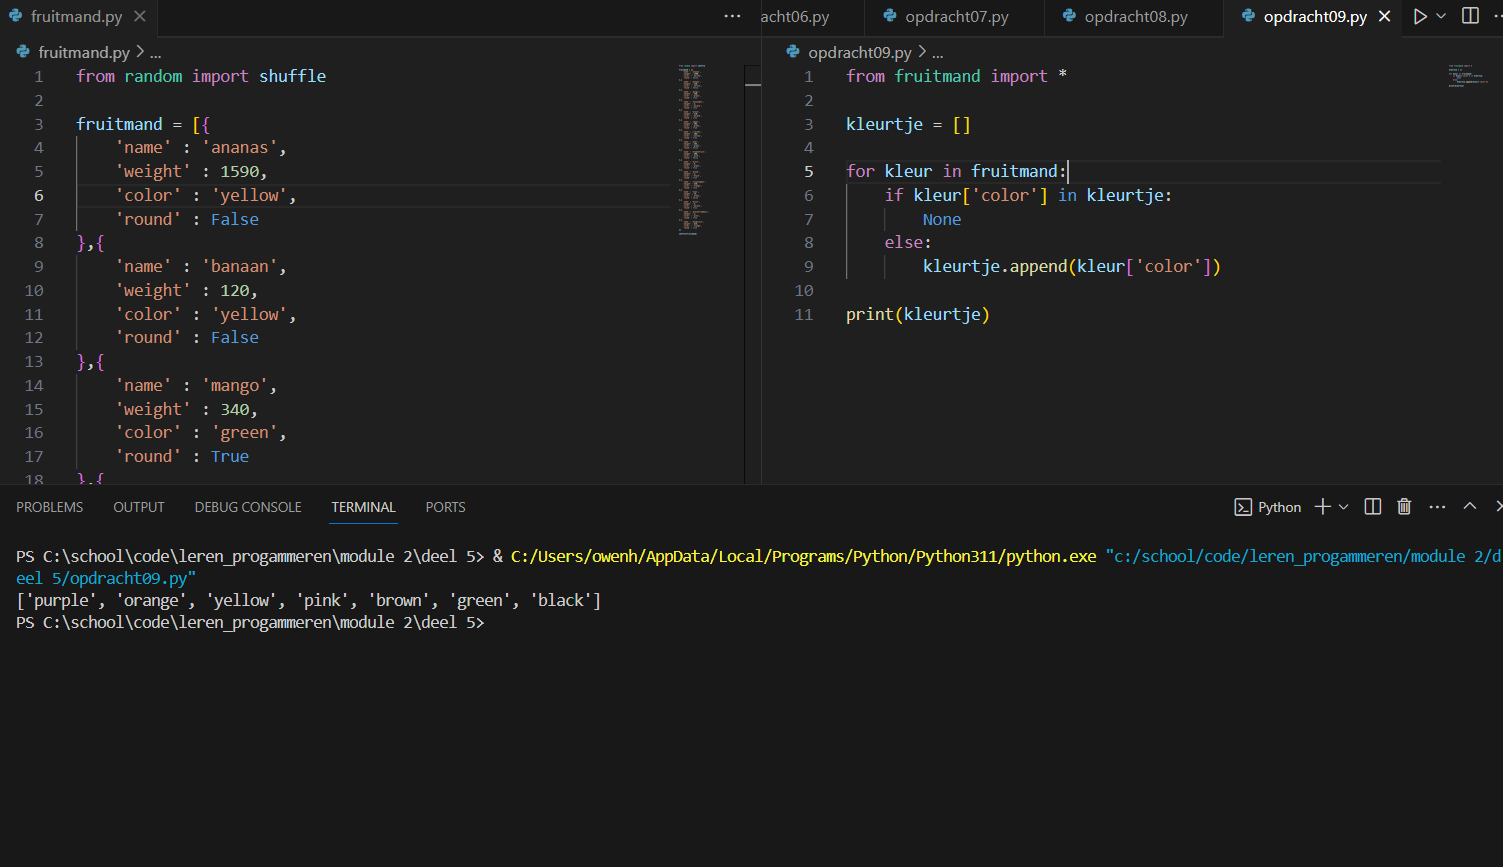 fruitmand.py
fruitmand.py > ...
1 from random import shuffle
2
3 fruitmand = [{
4 'name' : 'ananas',
5 'weight' : 1590,
6 'color' : 'yellow',
7 'round' : False
8 },{
9 'name' : 'banaan',
10 'weight' : 120,
11 'color' : 'yellow',
12 'round' : False
13 },{
14 'name' : 'mango',
15 'weight' : 340,
16 'color' : 'green',
17 'round' : True
18 },{
acht06.py opdracht07.py opdracht08.py opdracht09.py
opdracht09.py > ...
1 from fruitmand import *
2
3 kleurtje = []
4
5 for kleur in fruitmand:
6 if kleur['color'] in kleurtje:
7 None
8 else:
9 kleurtje.append(kleur['color'])
10
11 print(kleurtje)
PROBLEMS OUTPUT DEBUG CONSOLE TERMINAL PORTS Python
PS C:\school\code\leren_progammeren\module 2\deel 5> & C:/Users/owenh/AppData/Local/Programs/Python/Python311/python.exe "c:/school/code/leren_progammeren/module 2/d
eel 5/opdracht09.py"
['purple', 'orange', 'yellow', 'pink', 'brown', 'green', 'black']
PS C:\school\code\leren_progammeren\module 2\deel 5>